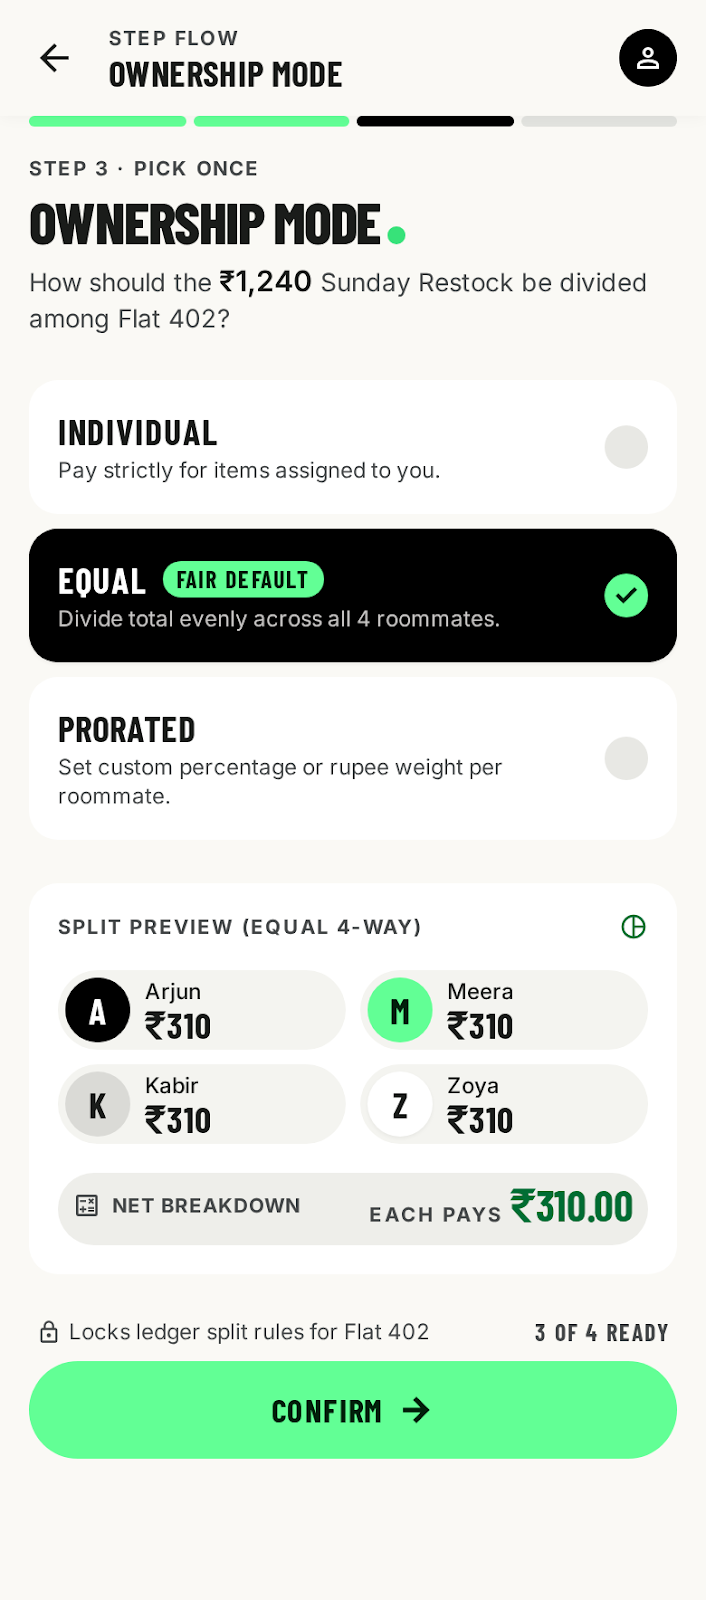 STEP FLOW
OWNERSHIP MODE
STEP 3 · PICK ONCE
OWNERSHIP MODE
How should the ₹1,240 Sunday Restock be divided
among Flat 402?
INDIVIDUAL
Pay strictly for items assigned to you.
EQUAL FAIR DEFAULT
Divide total evenly across all 4 roommates.
PRORATED
Set custom percentage or rupee weight per
roommate.
SPLIT PREVIEW (EQUAL 4-WAY)
A Arjun ₹310
M Meera ₹310
K Kabir ₹310
Z Zoya ₹310
NET BREAKDOWN EACH PAYS ₹310.00
Locks ledger split rules for Flat 402 3 OF 4 READY
CONFIRM →